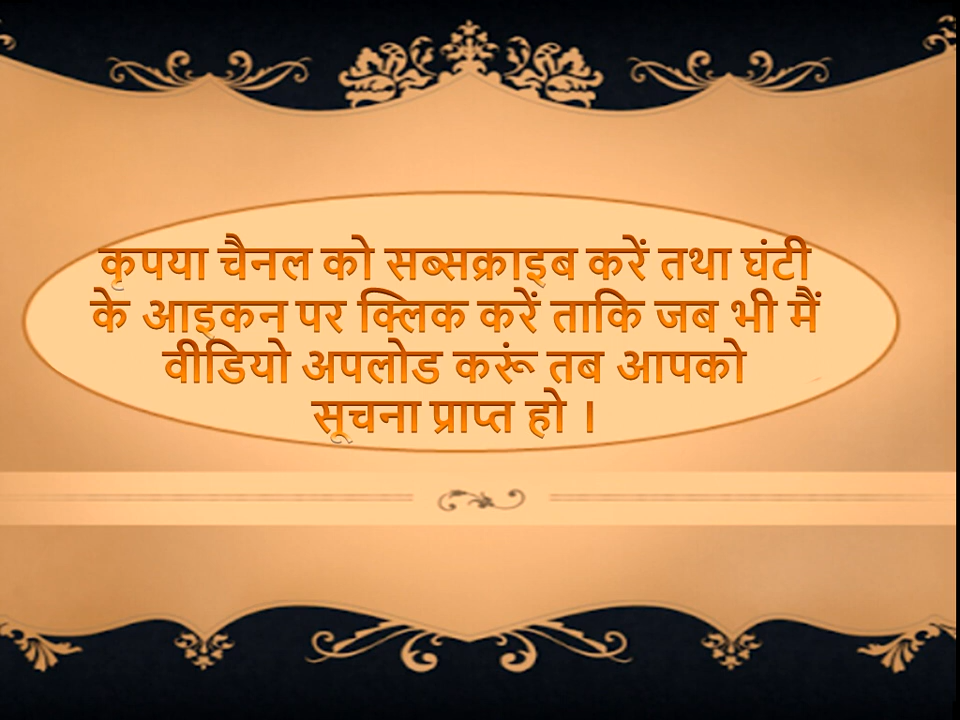 कृपया चैनल को सब्सक्राइब करें तथा घंटी
के आइकन पर क्लिक करें ताकि जब भी मैं
वीडियो अपलोड करूं तब आपको
सूचना प्राप्त हो ।